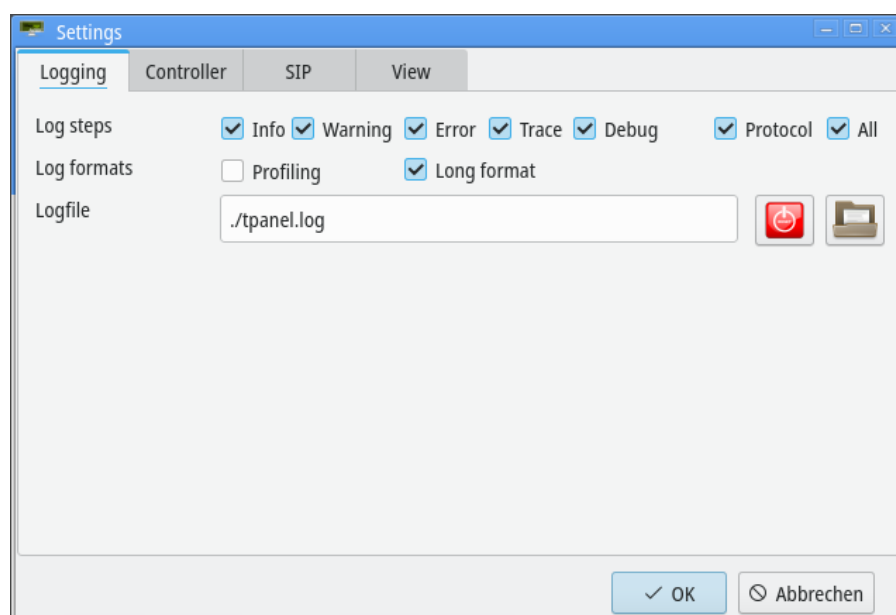 Settings
Logging Controller SIP View
Log steps Info Warning Error Trace Debug Protocol All
Log formats Profiling Long format
Logfile ./tpanel.log
OK Abbrechen